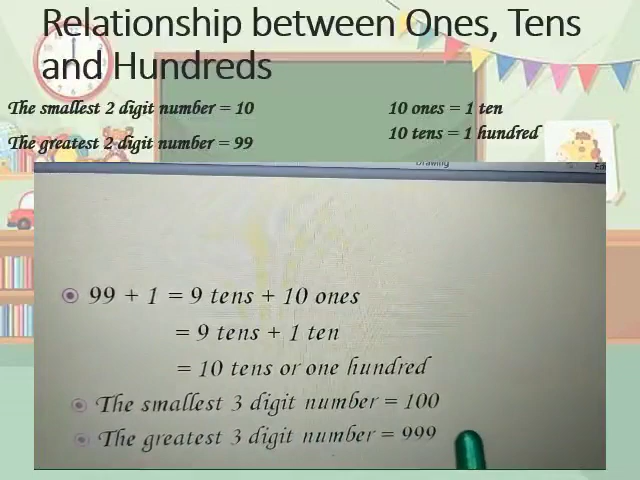 Relationship between Ones, Tens
and Hundreds
The smallest 2 digit number = 10
The greatest 2 digit number = 99
10 ones = 1 ten
10 tens = 1 hundred
Drawing
99 + 1 = 9 tens + 10 ones
= 9 tens + 1 ten
= 10 tens or one hundred
The smallest 3 digit number = 100
The greatest 3 digit number = 999